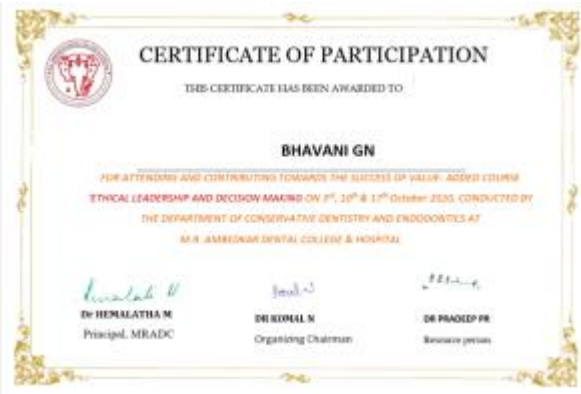 CERTIFICATE OF PARTICIPATION
THIS CERTIFICATE HAS BEEN AWARDED TO
BHAVANI GN
FOR ATTENDING AND CONTRIBUTING TOWARDS THE SUCCESS OF VALUE ADDED COURSE
'ETHICAL LEADERSHIP AND DECISION MAKING ON 3rd, 10th & 17th October 2020, CONDUCTED BY
THE DEPARTMENT OF CONSERVATIVE DENTISTRY AND ENDODONTICS AT
M.R. AMBEDKAR DENTAL COLLEGE & HOSPITAL
Hemalatha M
Dr HEMALATHA M
DR KOMAL N
DR PRADEEP PR
Principal, MRADC
Organizing Chairman
Resource person